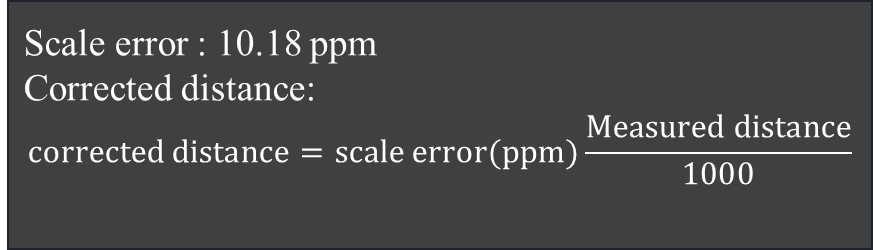 Scale error : 10.18 ppm
Corrected distance:
corrected distance = scale error(ppm) Measured distance / 1000